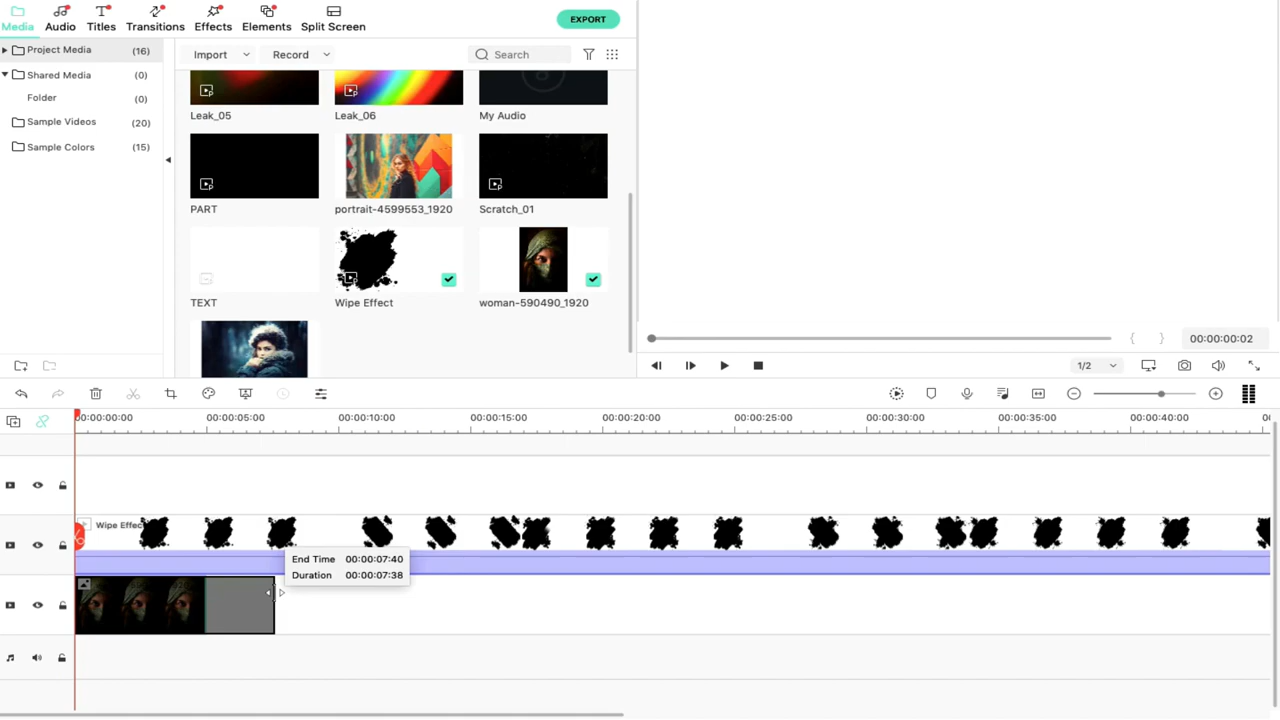 Media Audio Titles Transitions Effects Elements Split Screen
EXPORT
Project Media (16)
Shared Media (0)
Folder (0)
Sample Videos (20)
Sample Colors (15)
Import Record Search
Leak_05 Leak_06 My Audio
PART portrait-4599553_1920 Scratch_01
TEXT Wipe Effect woman-590490_1920
00:00:00:02
1/2
00:00:00:00 00:00:05:00 00:00:10:00 00:00:15:00 00:00:20:00 00:00:25:00 00:00:30:00 00:00:35:00 00:00:40:00
Wipe Effec
End Time 00:00:07:40
Duration 00:00:07:38